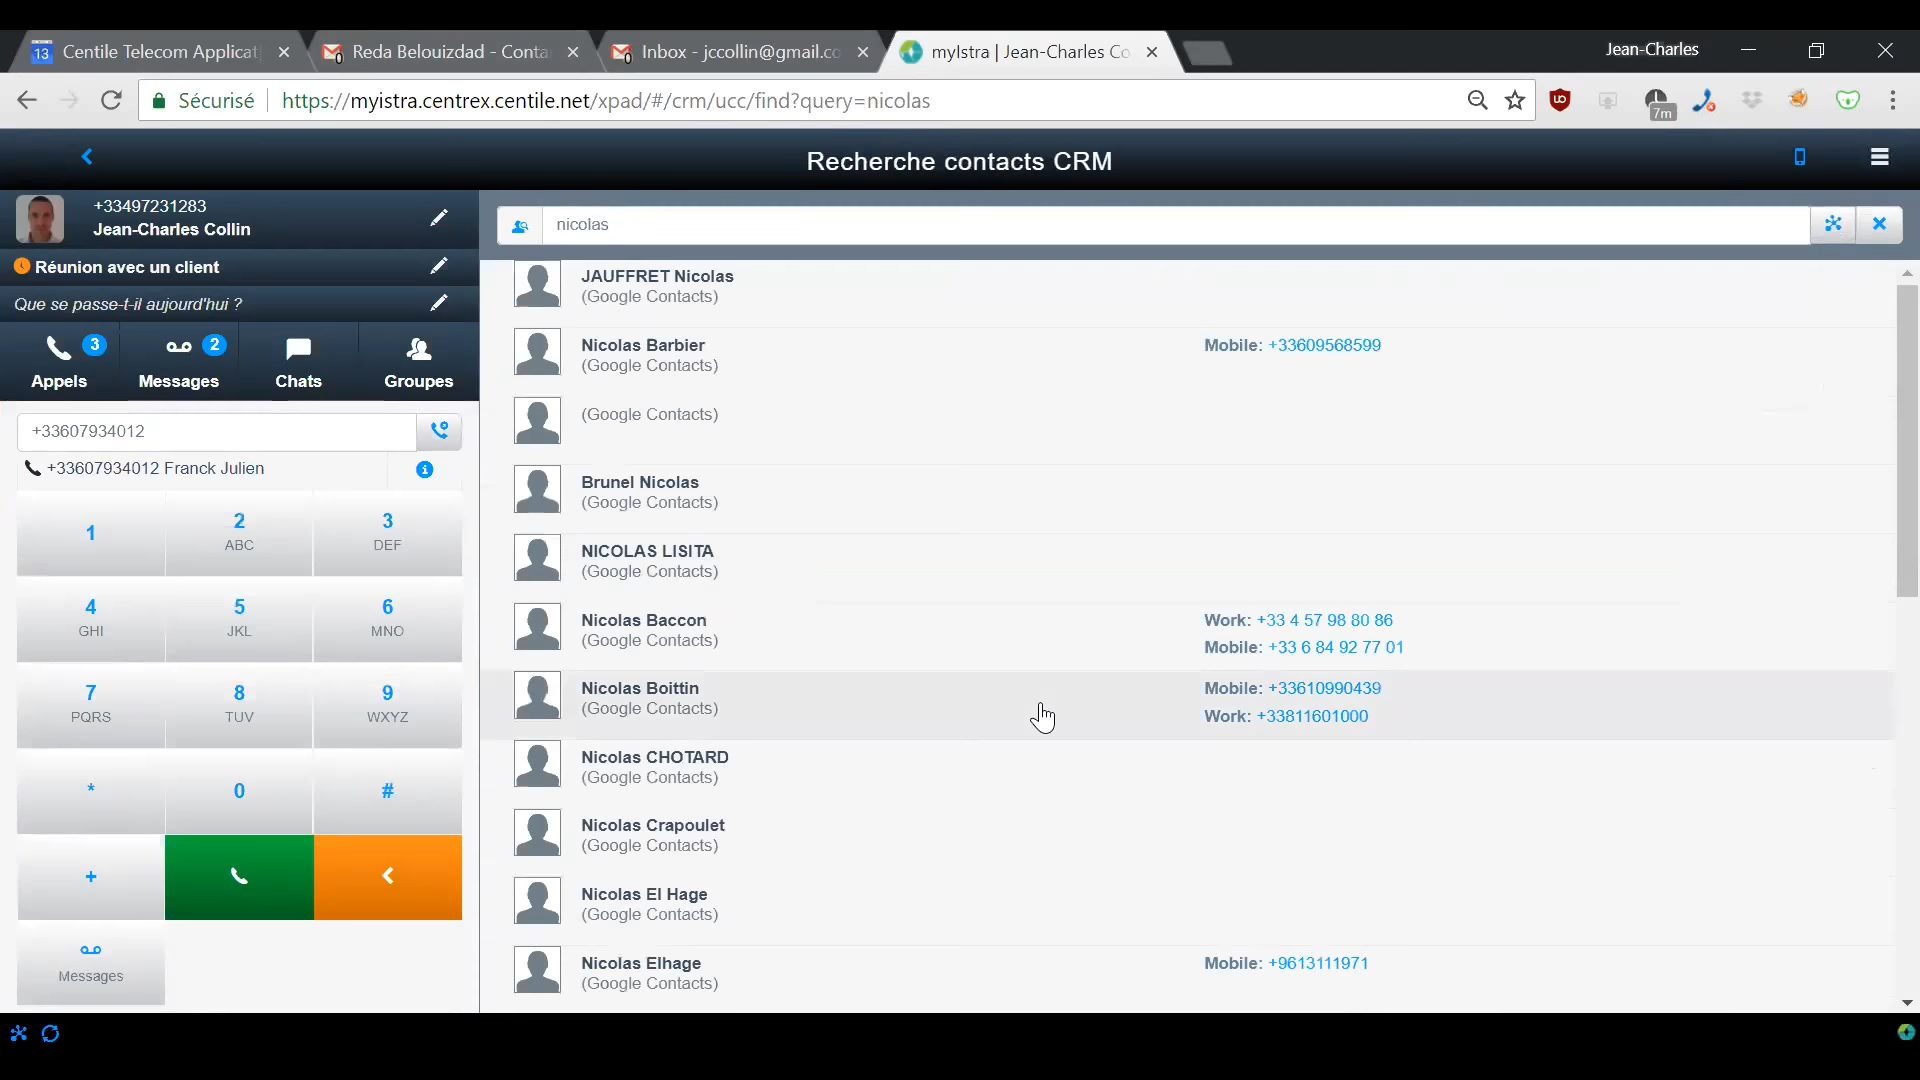 13 Centile Telecom Applicat
Reda Belouizdad - Conta
Inbox - jccollin@gmail.co
myIstra | Jean-Charles Co
Jean-Charles
Sécurisé
https://myistra.centrex.centile.net/xpad/#/crm/ucc/find?query=nicolas
7m
Recherche contacts CRM
+33497231283
Jean-Charles Collin
Réunion avec un client
Que se passe-t-il aujourd'hui ?
3
2
Appels
Messages
Chats
Groupes
+33607934012
+33607934012 Franck Julien
1
2
ABC
3
DEF
4
GHI
5
JKL
6
MNO
7
PQRS
8
TUV
9
WXYZ
*
0
#
+
Messages
nicolas
JAUFFRET Nicolas
(Google Contacts)
Nicolas Barbier
(Google Contacts)
Mobile: +33609568599
(Google Contacts)
Brunel Nicolas
(Google Contacts)
NICOLAS LISITA
(Google Contacts)
Nicolas Baccon
(Google Contacts)
Work: +33 4 57 98 80 86
Mobile: +33 6 84 92 77 01
Nicolas Boittin
(Google Contacts)
Mobile: +33610990439
Work: +33811601000
Nicolas CHOTARD
(Google Contacts)
Nicolas Crapoulet
(Google Contacts)
Nicolas El Hage
(Google Contacts)
Nicolas Elhage
(Google Contacts)
Mobile: +9613111971